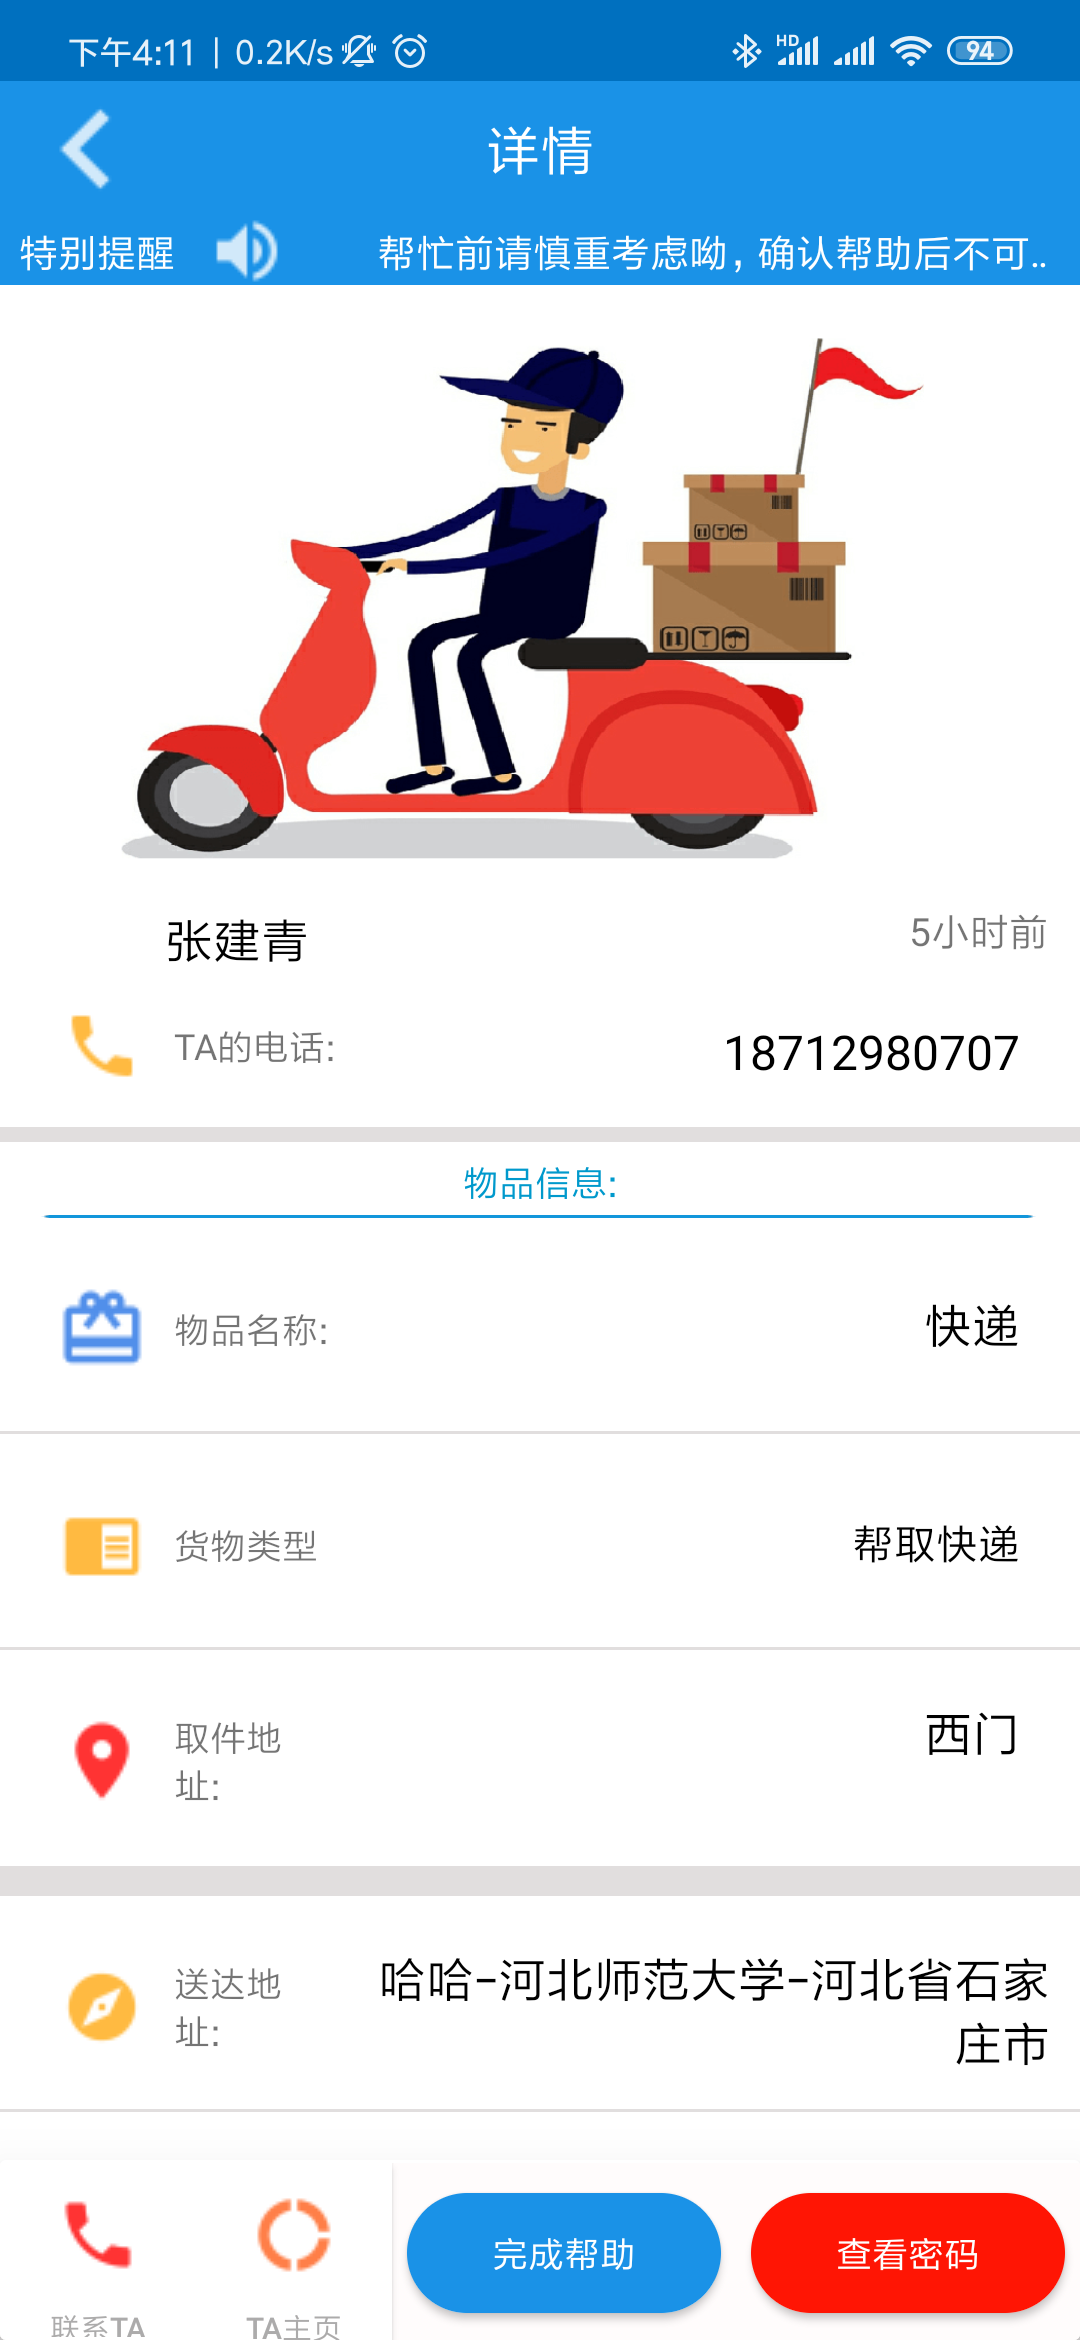 下午4:11 | 0.2K/s
HD
94
详情
特别提醒 帮忙前请慎重考虑呦，确认帮助后不可..
张建青 5小时前
TA的电话: 18712980707
物品信息:
物品名称: 快递
货物类型 帮取快递
取件地 西门
址:
送达地 哈哈-河北师范大学-河北省石家
址: 庄市
完成帮助 查看密码
联系TA TA主页